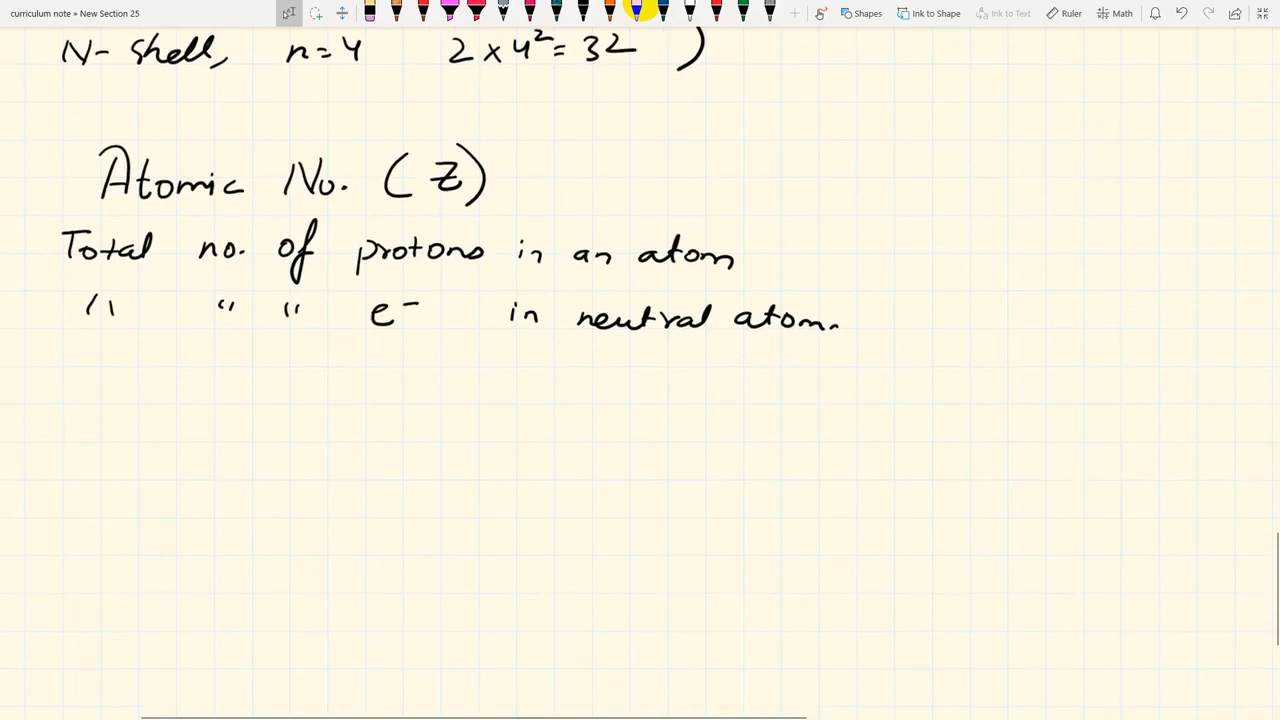 curriculum note » New Section 25
Shapes Ink to Shape Ink to Text Ruler Math
N- Shell, n=4 2 x 4² = 32 )
Atomic No. (Z)
Total no. of protons in an atom
" " " e⁻ in neutral atom.